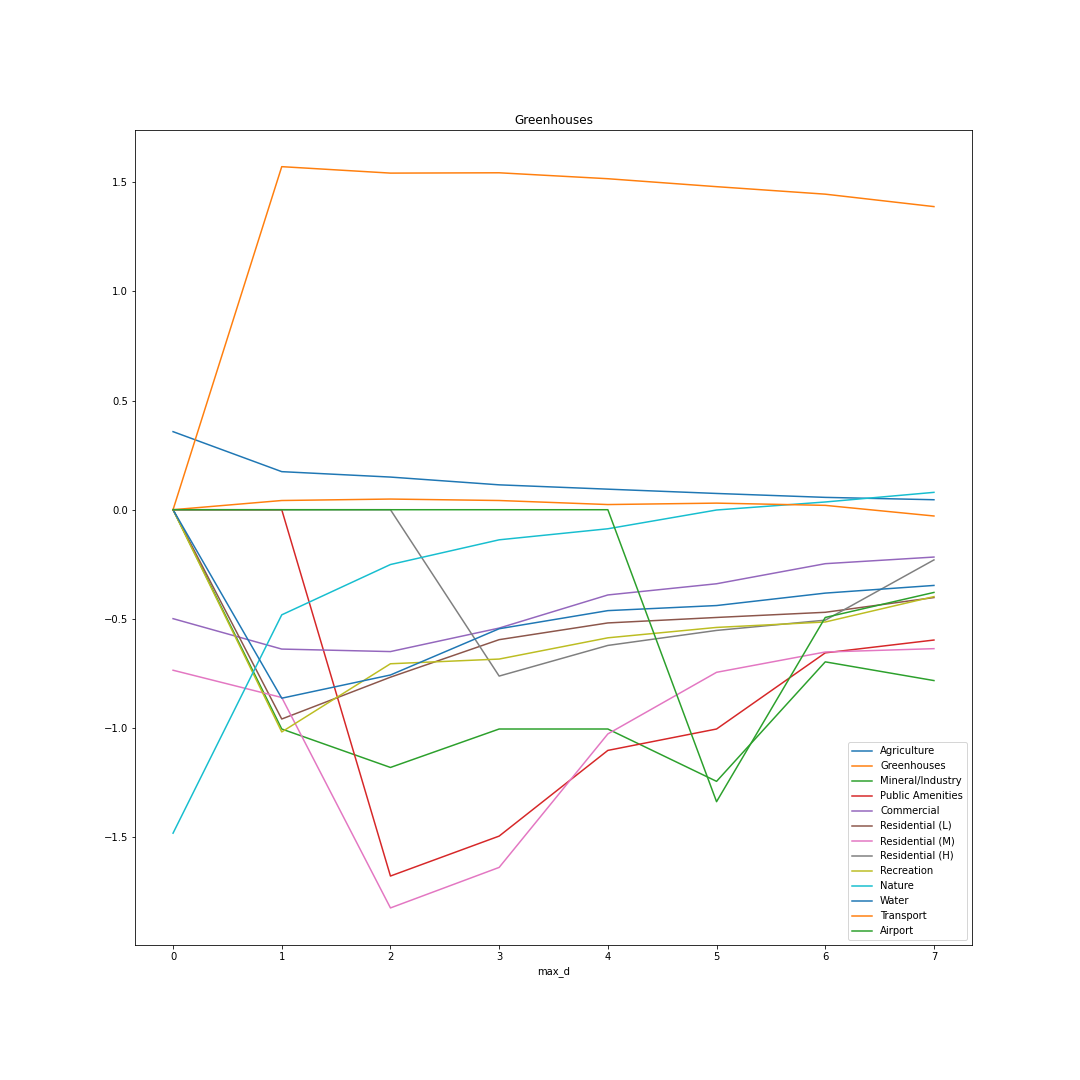 Greenhouses
1.5
1.0
0.5
0.0
−0.5
−1.0
−1.5
Agriculture
Greenhouses
Mineral/Industry
Public Amenities
Commercial
Residential (L)
Residential (M)
Residential (H)
Recreation
Nature
Water
Transport
Airport
0 1 2 3 4 5 6 7
max_d